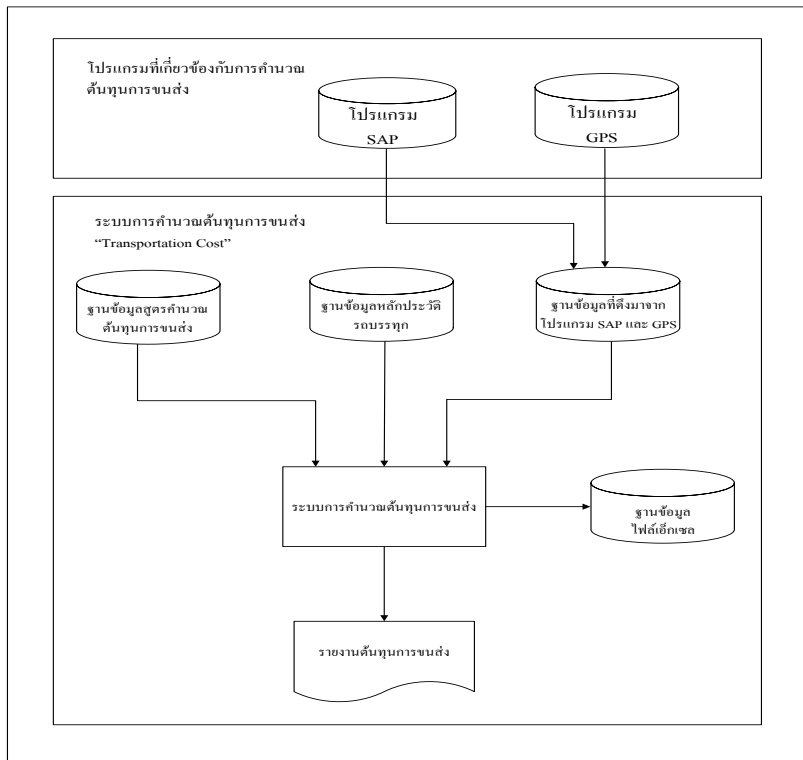 โปรแกรมที่เกี่ยวข้องกับการคำนวณ
ต้นทุนการขนส่ง
โปรแกรม
SAP
โปรแกรม
GPS
ระบบการคำนวณต้นทุนการขนส่ง
“Transportation Cost”
ฐานข้อมูลสูตรคำนวณ
ต้นทุนการขนส่ง
ฐานข้อมูลหลักประวัติ
รถบรรทุก
ฐานข้อมูลที่ดึงมาจาก
โปรแกรม SAP และ GPS
ระบบการคำนวณต้นทุนการขนส่ง
ฐานข้อมูล
ไฟล์เอ็กเซล
รายงานต้นทุนการขนส่ง